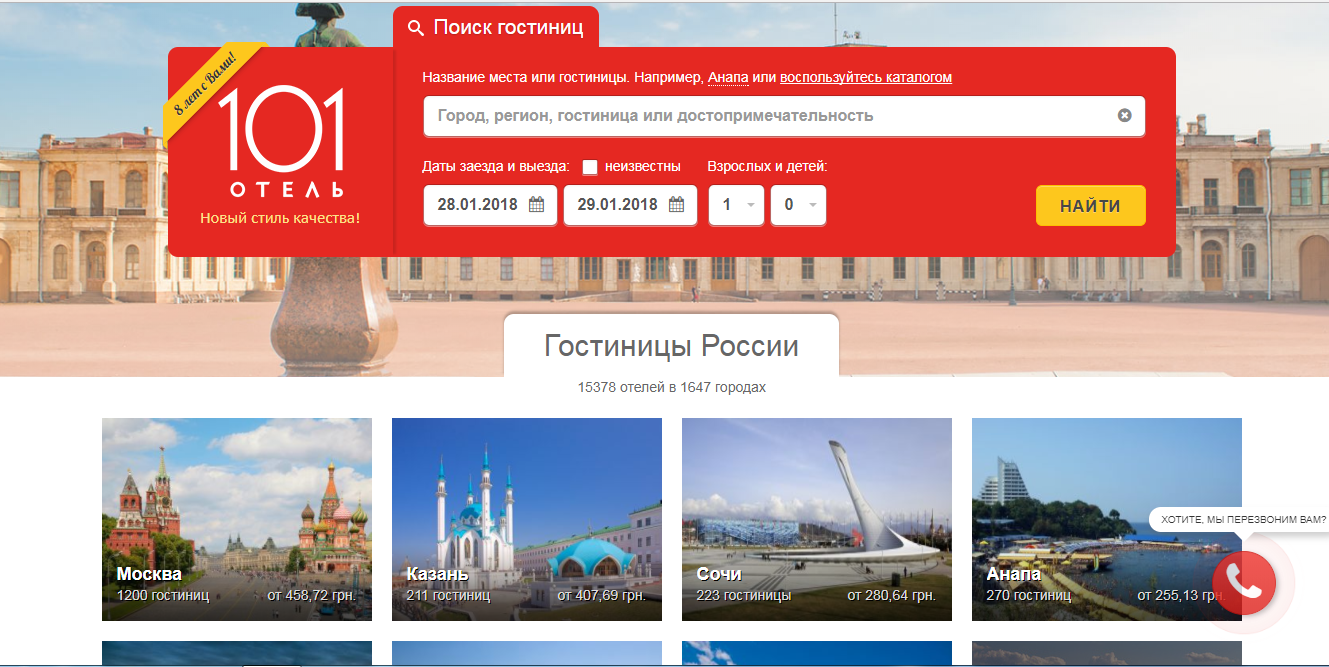 Поиск гостиниц
8 лет с Вами!
101
ОТЕЛЬ
Новый стиль качества!
Название места или гостиницы. Например, Анапа или воспользуйтесь каталогом
Город, регион, гостиница или достопримечательность
Даты заезда и выезда: неизвестны Взрослых и детей:
28.01.2018 29.01.2018 1 0 НАЙТИ
Гостиницы России
15378 отелей в 1647 городах
ХОТИТЕ, МЫ ПЕРЕЗВОНИМ ВАМ?
Москва
1200 гостиниц от 458,72 грн.
Казань
211 гостиниц от 407,69 грн.
Сочи
223 гостиницы от 280,64 грн.
Анапа
270 гостиниц от 255,13 грн.